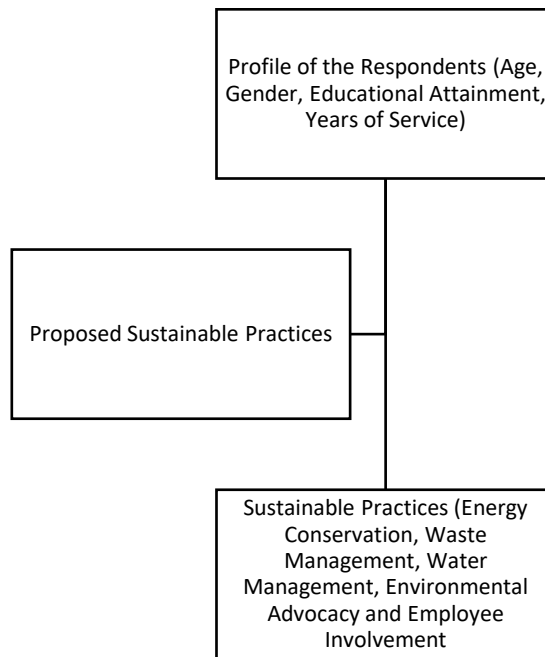 Profile of the Respondents (Age,
Gender, Educational Attainment,
Years of Service)
Proposed Sustainable Practices
Sustainable Practices (Energy
Conservation, Waste
Management, Water
Management, Environmental
Advocacy and Employee
Involvement